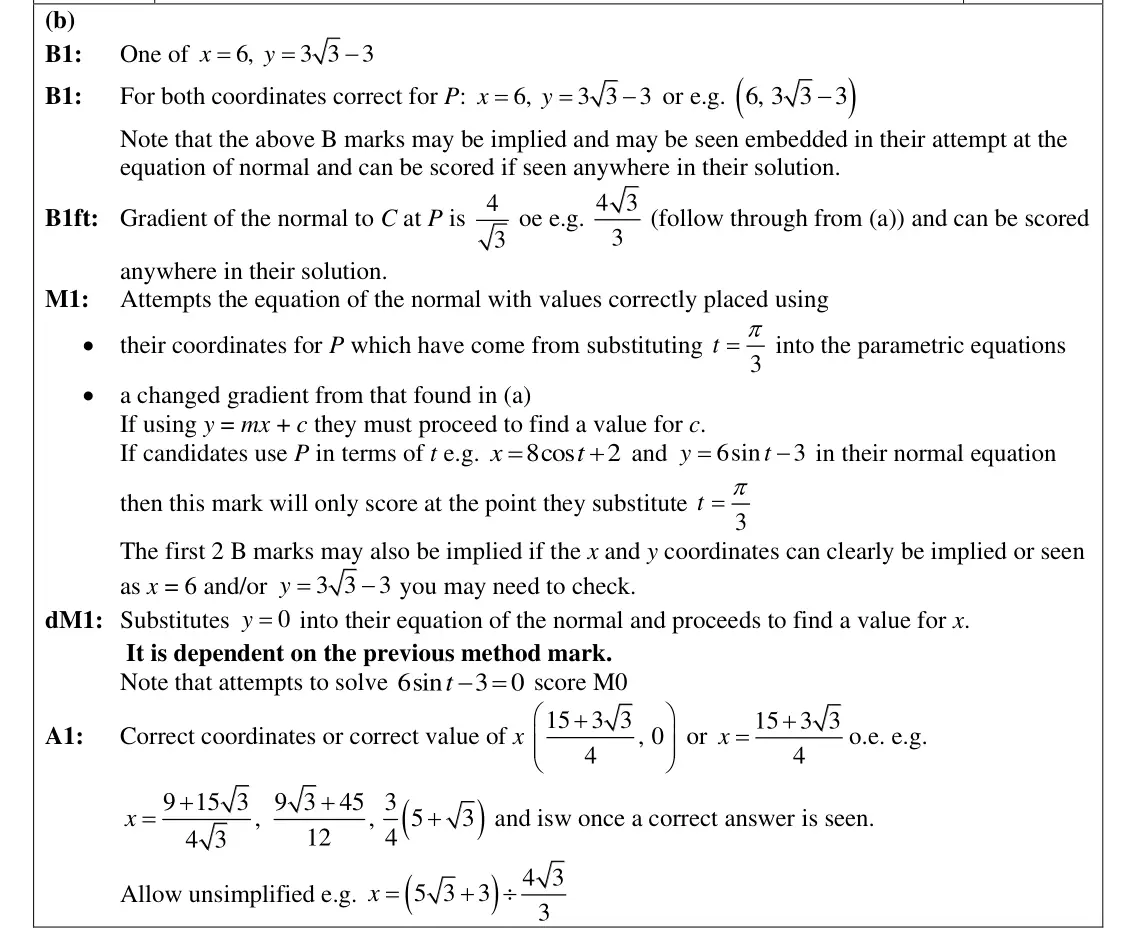 (b)
B1: One of x = 6, y = 3√3 − 3
B1: For both coordinates correct for P: x = 6, y = 3√3 − 3 or e.g. (6, 3√3 − 3)
Note that the above B marks may be implied and may be seen embedded in their attempt at the
equation of normal and can be scored if seen anywhere in their solution.
B1ft: Gradient of the normal to C at P is 4/√3 oe e.g. 4√3/3 (follow through from (a)) and can be scored
anywhere in their solution.
M1: Attempts the equation of the normal with values correctly placed using
• their coordinates for P which have come from substituting t = π/3 into the parametric equations
• a changed gradient from that found in (a)
If using y = mx + c they must proceed to find a value for c.
If candidates use P in terms of t e.g. x = 8cos t + 2 and y = 6sin t − 3 in their normal equation
then this mark will only score at the point they substitute t = π/3
The first 2 B marks may also be implied if the x and y coordinates can clearly be implied or seen
as x = 6 and/or y = 3√3 − 3 you may need to check.
dM1: Substitutes y = 0 into their equation of the normal and proceeds to find a value for x.
It is dependent on the previous method mark.
Note that attempts to solve 6sin t − 3 = 0 score M0
A1: Correct coordinates or correct value of x ((15 + 3√3)/4, 0) or x = (15 + 3√3)/4 o.e. e.g.
x = (9 + 15√3)/(4√3), (9√3 + 45)/12, 3/4(5 + √3) and isw once a correct answer is seen.
Allow unsimplified e.g. x = (5√3 + 3) ÷ 4√3/3